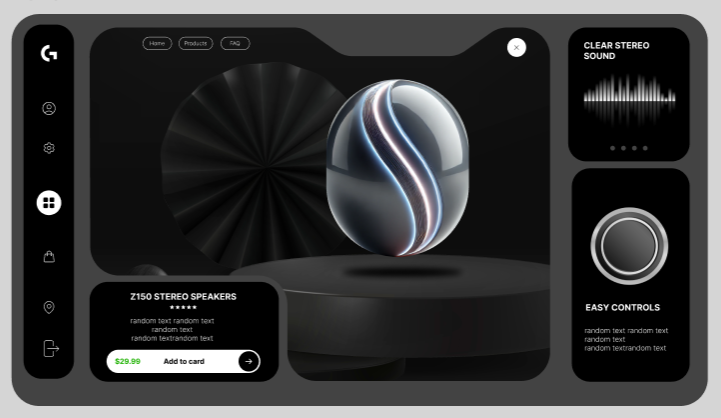 Home Products FAQ
CLEAR STEREO
SOUND
Z150 STEREO SPEAKERS
★★★★★
random text random text
random text
random textrandom text
$29.99 Add to card
EASY CONTROLS
random text random text
random text
random textrandom text